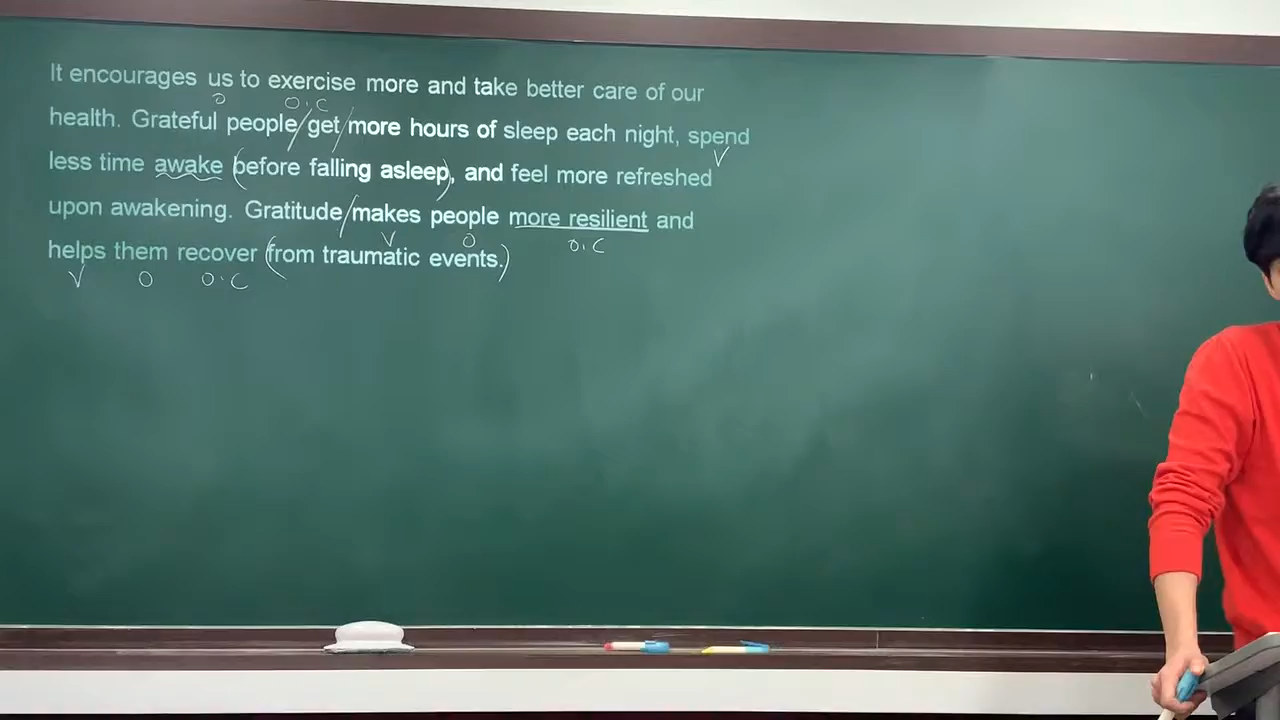 It encourages us to exercise more and take better care of our
O O.C
health. Grateful people/get/more hours of sleep each night, spend
V
less time awake (before falling asleep), and feel more refreshed
upon awakening. Gratitude/makes people more resilient and
V O O.C
helps them recover (from traumatic events.)
V O O.C